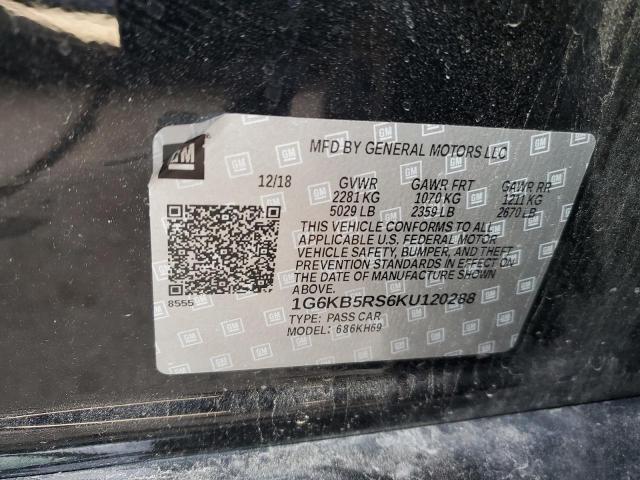 GM
MFD BY GENERAL MOTORS LLC
12/18 GVWR GAWR FRT GAWR RR
2281 KG 1070 KG 1211 KG
5029 LB 2359 LB 2670 LB
THIS VEHICLE CONFORMS TO ALL
APPLICABLE U.S. FEDERAL MOTOR
VEHICLE SAFETY, BUMPER, AND THEFT
PREVENTION STANDARDS IN EFFECT ON
THE DATE OF MANUFACTURE SHOWN
ABOVE.
8555
1G6KB5RS6KU120288
TYPE: PASS CAR
MODEL: 686KH69